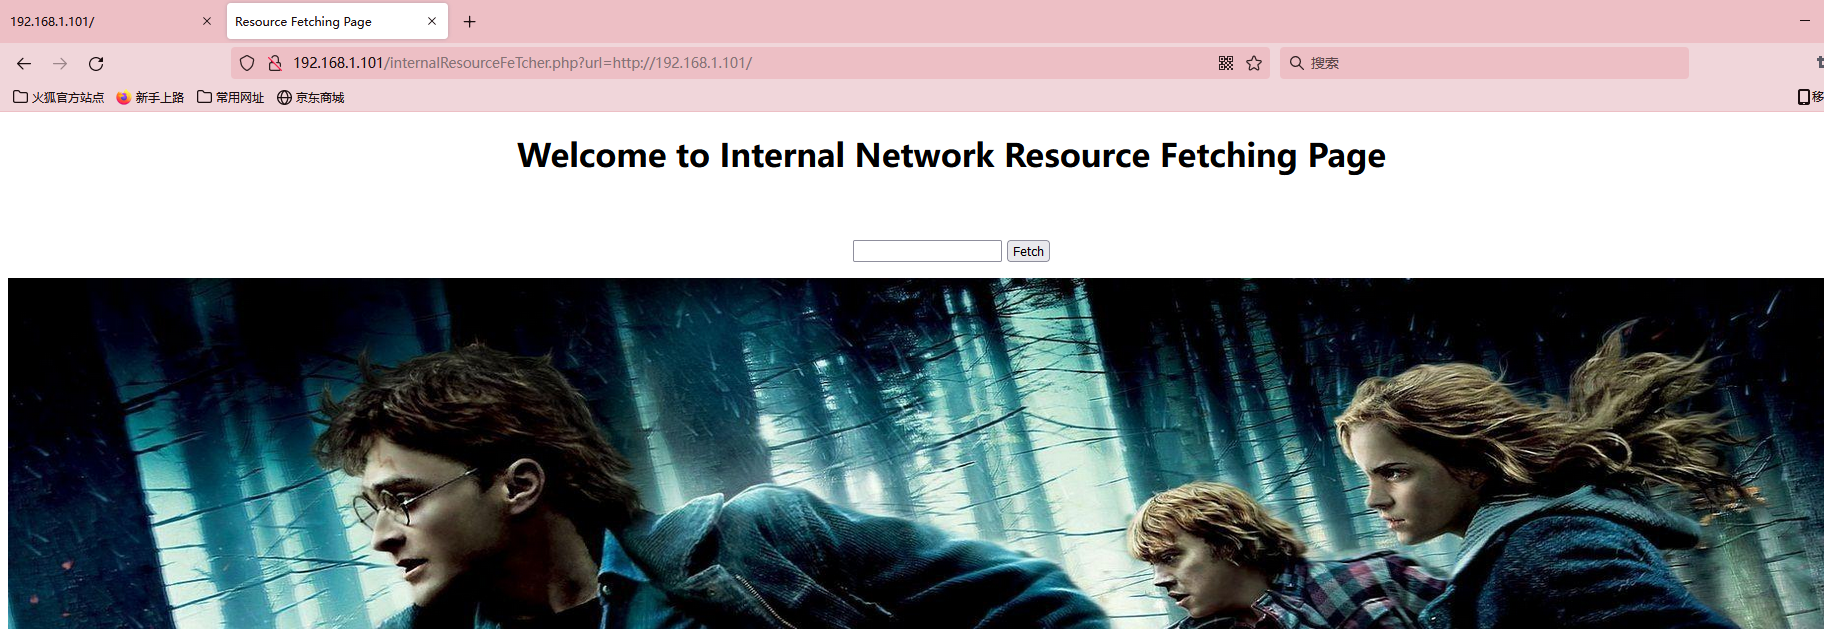 192.168.1.101/
Resource Fetching Page
192.168.1.101/internalResourceFeTcher.php?url=http://192.168.1.101/
搜索
火狐官方站点 新手上路 常用网址 京东商城
移
Welcome to Internal Network Resource Fetching Page
Fetch